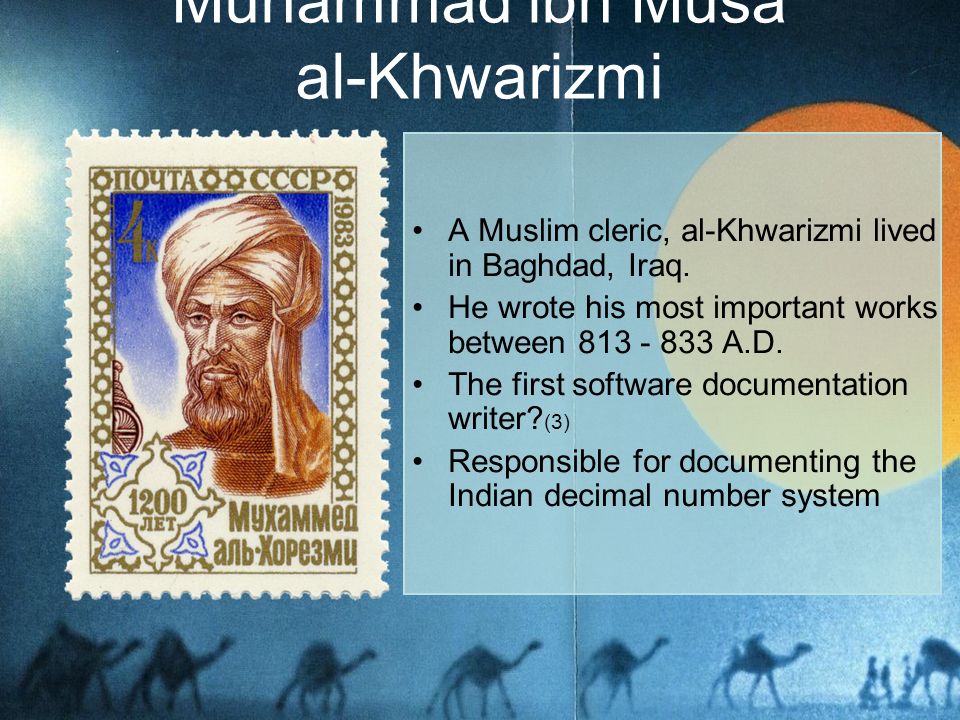 Muhammad ibn Musa
al-Khwarizmi
ПОЧТА СССР
1983
4к
1200
ЛЕТ
Мухаммед
аль-Хорезми
• A Muslim cleric, al-Khwarizmi lived
in Baghdad, Iraq.
• He wrote his most important works
between 813 - 833 A.D.
• The first software documentation
writer?(3)
• Responsible for documenting the
Indian decimal number system